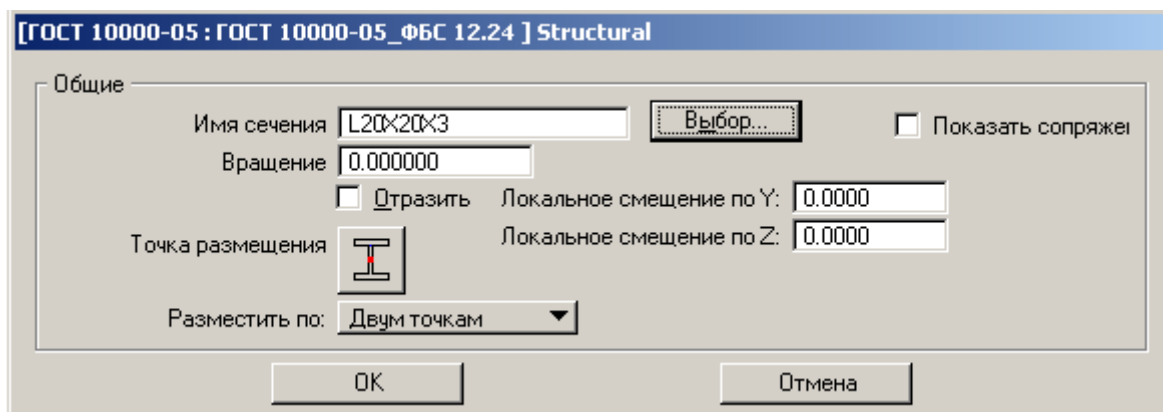 [ГОСТ 10000-05 : ГОСТ 10000-05_ФБС 12.24 ] Structural
Общие
Имя сечения L20X20X3 Выбор... Показать сопряжен
Вращение 0.000000
Отразить Локальное смещение по Y: 0.0000
Точка размещения Локальное смещение по Z: 0.0000
Разместить по: Двум точкам
OK Отмена